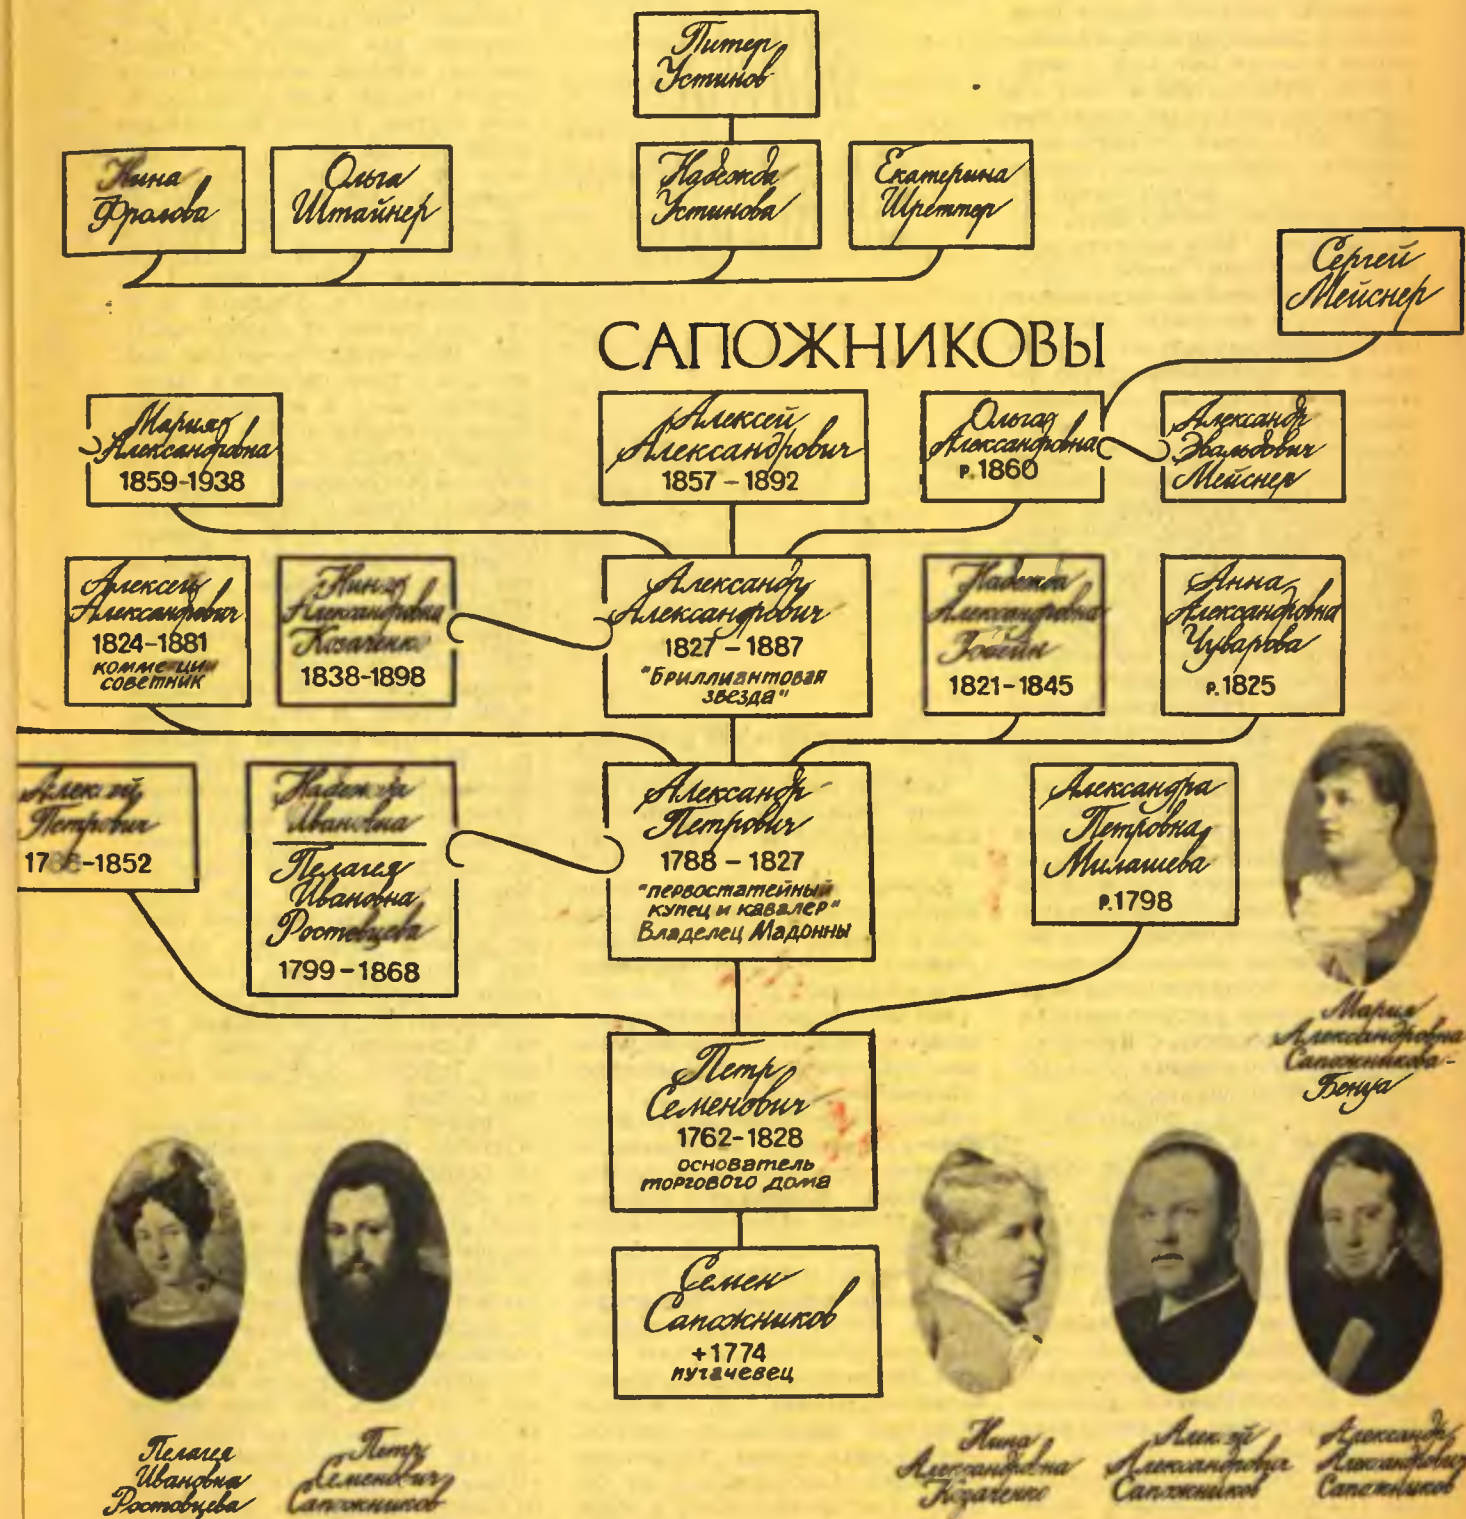 Питер
Устинов
Нина
Фролова
Ольга
Штайнер
Надежда
Устинова
Екатерина
Шреттер
Сергей
Мейснер
САПОЖНИКОВЫ
Мария
Александровна
1859-1938
Алексей
Александрович
1857 - 1892
Ольга
Александровна
р.1860
Александр
Эвальдович
Мейснер
Алексей
Александрович
1824-1881
коммерции
советник
Нина
Александровна
Козаченко
1838-1898
Александр
Александрович
1827 - 1887
"Бриллиантовая
звезда"
Надежда
Александровна
1821-1845
Анна
Александровна
Чуварова
р.1825
Алексей
Петрович
-1852
Надежда
Ивановна
Пелагея
Ивановна
Ростовцева
1799-1868
Александр
Петрович
1788 - 1827
"первостатейный
купец и кавалер"
Владелец Мадонны
Александра
Петровна
Милашева
р.1798
Мария
Александровна
Сапожникова-
Бенуа
Петр
Семенович
1762-1828
основатель
торгового дома
Семен
Сапожников
+1774
пугачевец
Пелагея
Ивановна
Ростовцева
Петр
Семенович
Сапожников
Нина
Александровна
Козаченко
Алексей
Александрович
Сапожников
Александр
Александрович
Сапожников